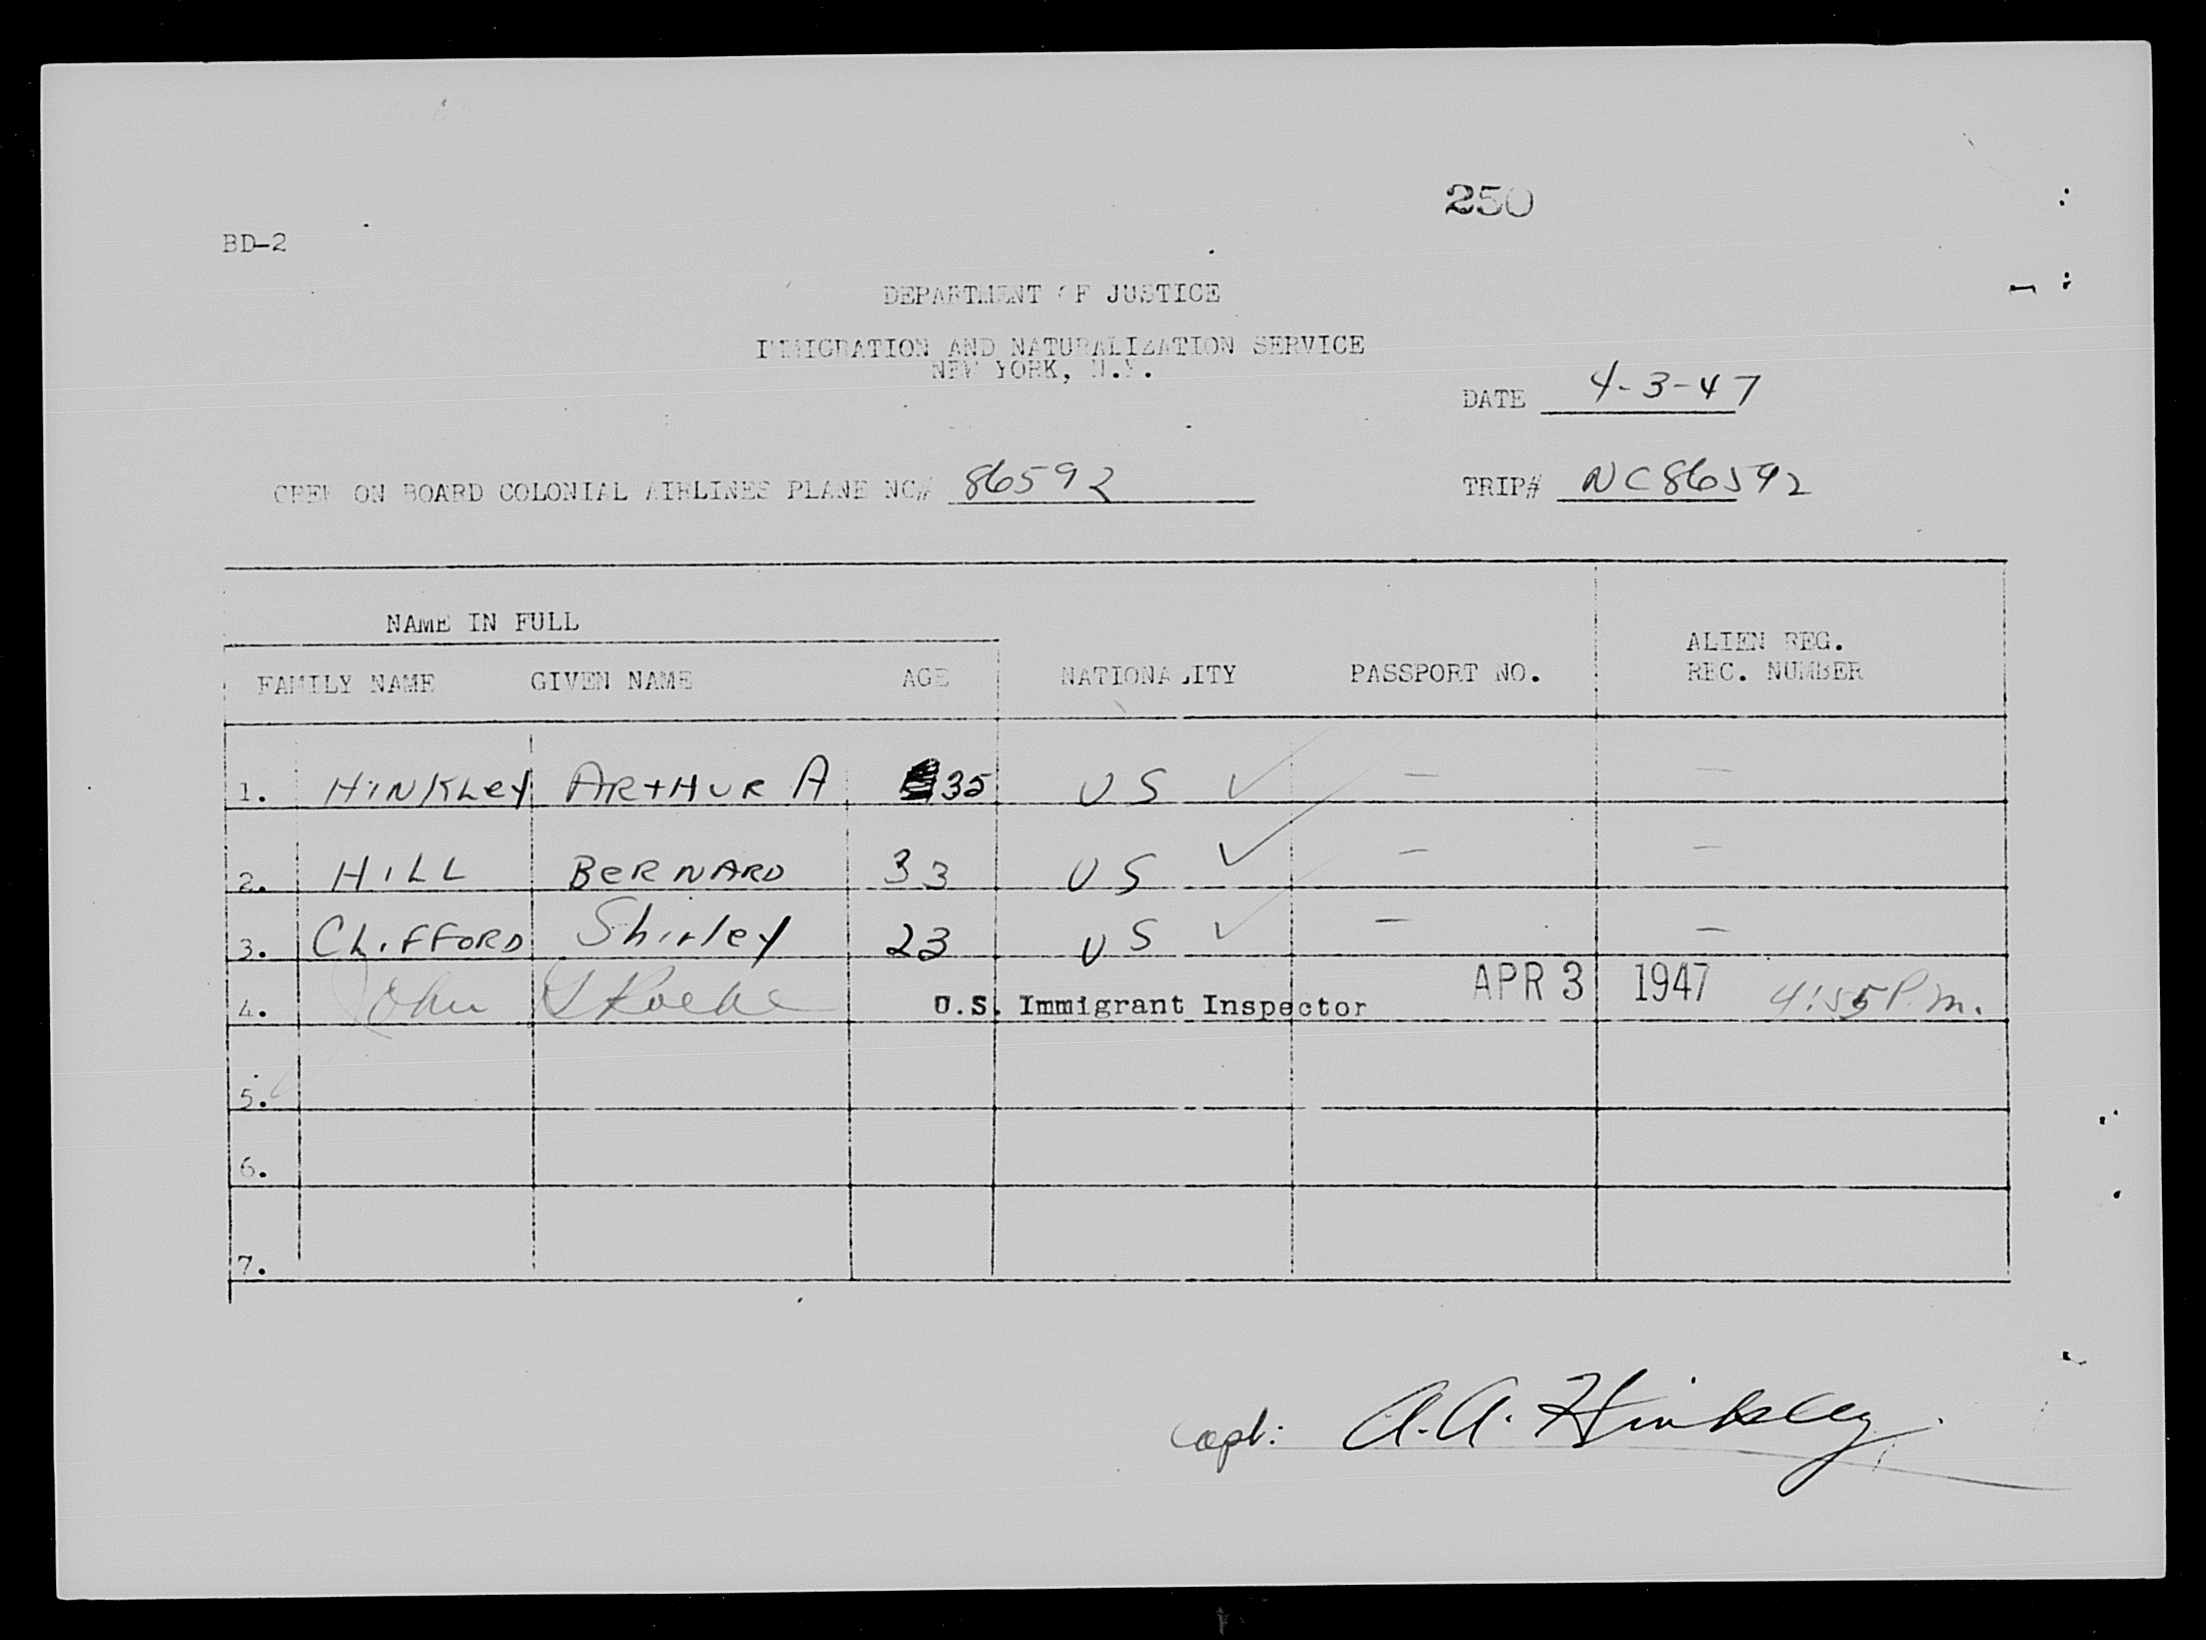 250
BD-2
DEPARTMENT OF JUSTICE
IMMIGRATION AND NATURALIZATION SERVICE
NEW YORK, N.Y.
DATE 4-3-47
CREW ON BOARD COLONIAL AIRLINES PLANE NO# 86592 TRIP# NC86592
NAME IN FULL
FAMILY NAME GIVEN NAME AGE NATIONALITY PASSPORT NO. ALIEN REG. REC. NUMBER
1. HINKLEY ARTHUR A 35 US ✓ — —
2. HILL BERNARD 33 US ✓ — —
3. CLIFFORD Shirley 23 US ✓ — —
4. John U.S. Immigrant Inspector APR 3 1947 4:55 P.m.
5.
6.
7.
Capt: A.A. Hinkley